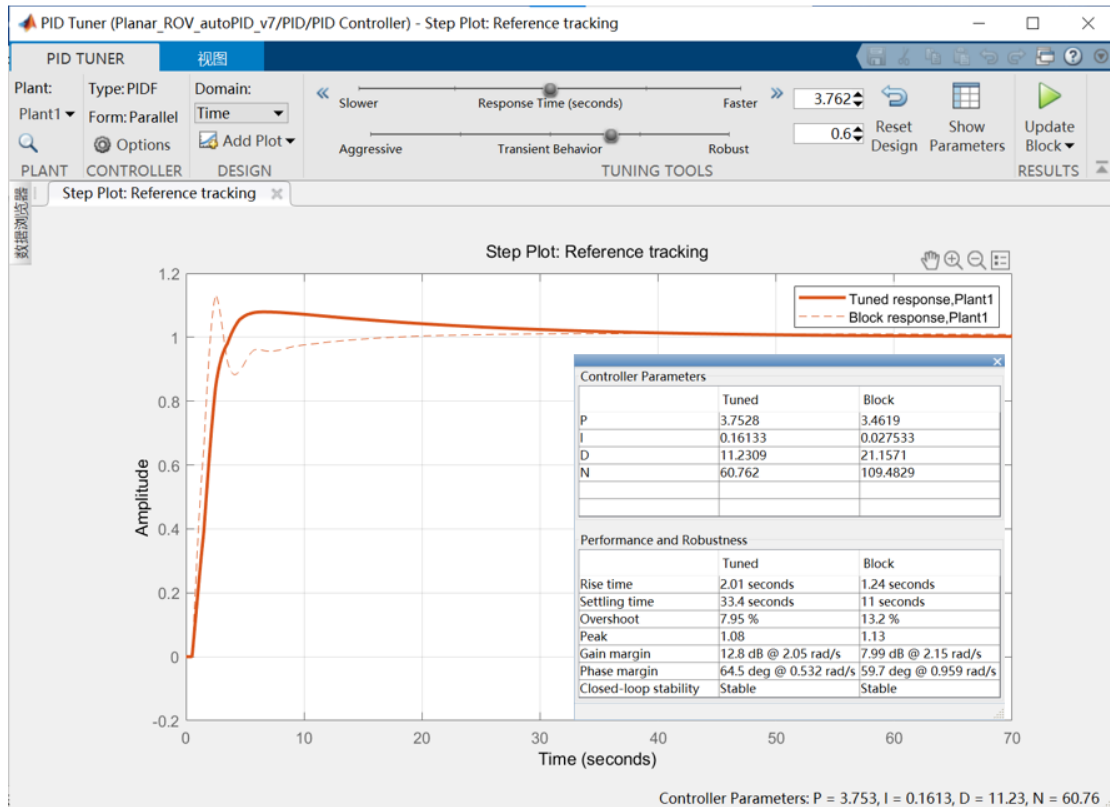 PID Tuner (Planar_ROV_autoPID_v7/PID/PID Controller) - Step Plot: Reference tracking
PID TUNER 视图
Plant: Type: PIDF Domain:
Plant1 Form: Parallel Time
Options Add Plot
Slower Response Time (seconds) Faster 3.762
Aggressive Transient Behavior Robust 0.6
Reset Design
Show Parameters
Update Block
PLANT CONTROLLER DESIGN TUNING TOOLS RESULTS
数据浏览器
Step Plot: Reference tracking
Step Plot: Reference tracking
Tuned response,Plant1
Block response,Plant1
1.2
1
0.8
0.6
0.4
0.2
0
-0.2
Amplitude
0 10 20 30 40 50 60 70
Time (seconds)
Controller Parameters
Tuned Block
P 3.7528 3.4619
I 0.16133 0.027533
D 11.2309 21.1571
N 60.762 109.4829
Performance and Robustness
Tuned Block
Rise time 2.01 seconds 1.24 seconds
Settling time 33.4 seconds 11 seconds
Overshoot 7.95 % 13.2 %
Peak 1.08 1.13
Gain margin 12.8 dB @ 2.05 rad/s 7.99 dB @ 2.15 rad/s
Phase margin 64.5 deg @ 0.532 rad/s 59.7 deg @ 0.959 rad/s
Closed-loop stability Stable Stable
Controller Parameters: P = 3.753, I = 0.1613, D = 11.23, N = 60.76